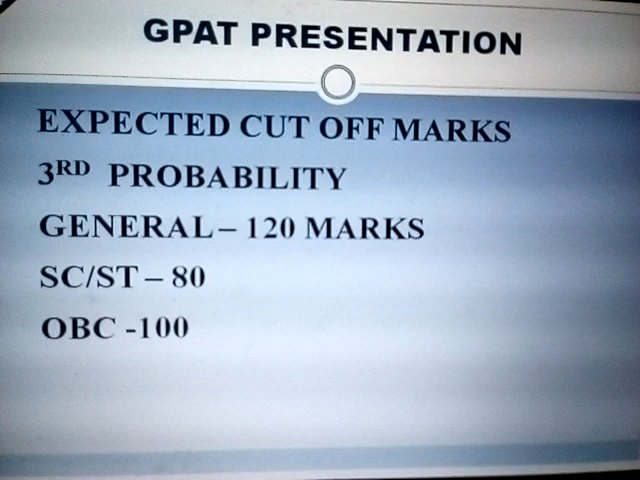 GPAT PRESENTATION
EXPECTED CUT OFF MARKS
3RD PROBABILITY
GENERAL – 120 MARKS
SC/ST – 80
OBC -100